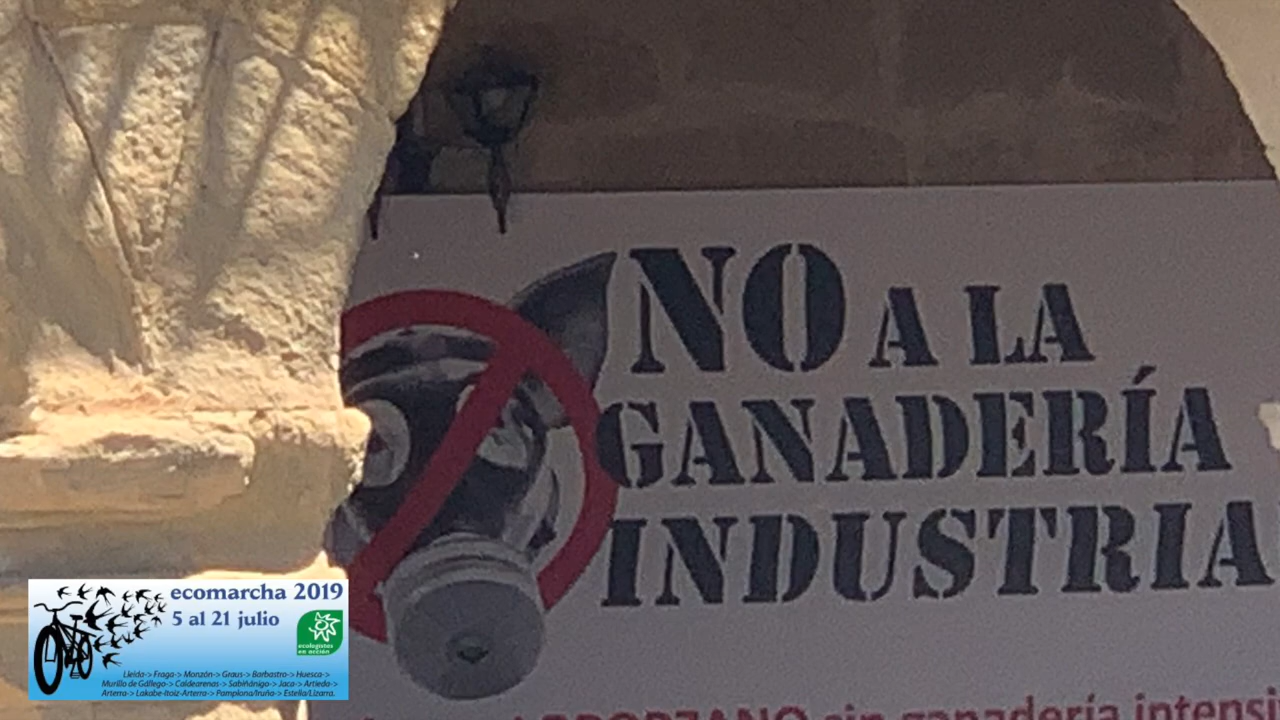 NO A LA
GANADERÍA
INDUSTRIA
sin ganadería intensi
ecomarcha 2019
5 al 21 julio
ecologistas
en acción
Lleida-> Fraga-> Monzón-> Graus-> Barbastro-> Huesca->
Murillo de Gállego-> Caldearenas-> Sabiñánigo-> Jaca-> Artieda->
Arterra-> Lakabe-Itoiz-Arterra-> Pamplona/Iruña-> Estella/Lizarra.